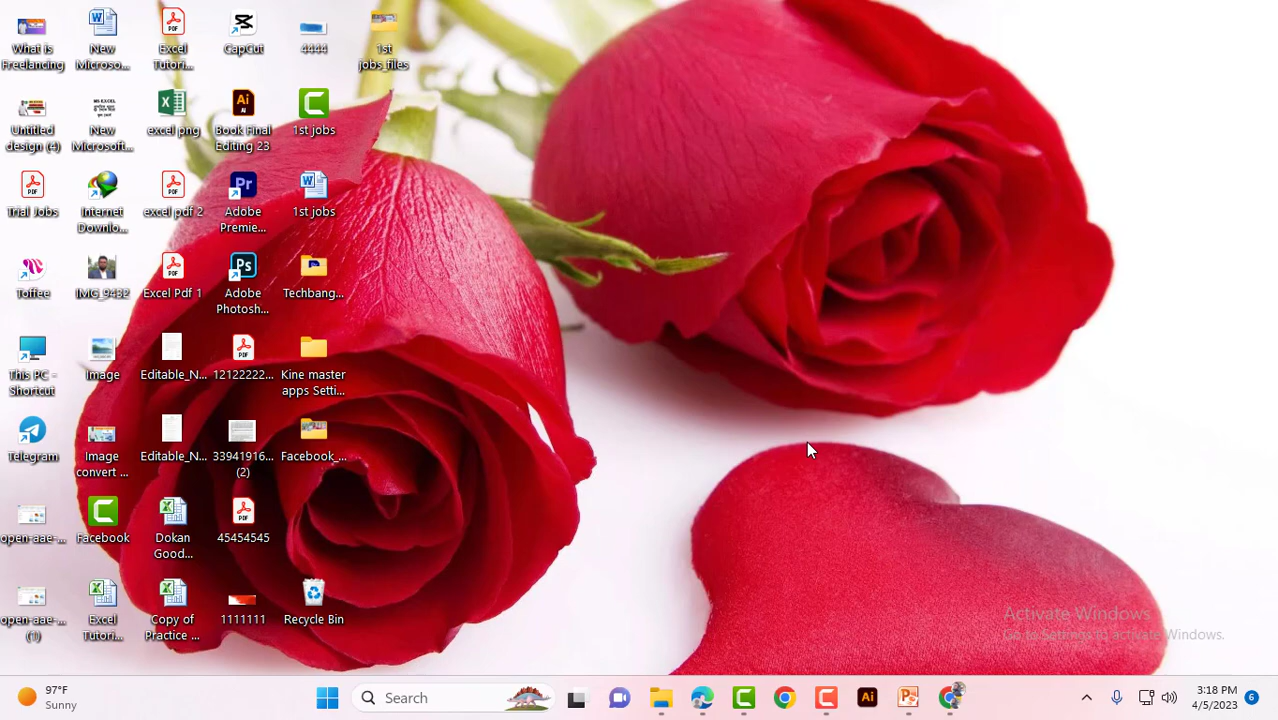 What is
Freelancing
New
Microso...
Excel
Tutori...
CapCut
4444
1st
jobs_files
Untitled
design (4)
New
Microsoft...
excel png
Book Final
Editing 23
1st jobs
Trial Jobs
Internet
Downlo...
excel pdf 2
Adobe
Premie...
1st jobs
Toffee
IMG_9432
Excel Pdf 1
Adobe
Photosh...
Techbang...
This PC -
Shortcut
Image
Editable_N...
12122222...
Kine master
apps Setti...
Telegram
Image
convert ...
Editable_N...
33941916...
(2)
Facebook_...
open-aae-...
Facebook
Dokan
Good...
45454545
open-aae-...
(1)
Excel
Tutori...
Copy of
Practice ...
1111111
Recycle Bin
Activate Windows
Go to Settings to activate Windows.
97°F
Sunny
Search
3:18 PM
4/5/2023
6